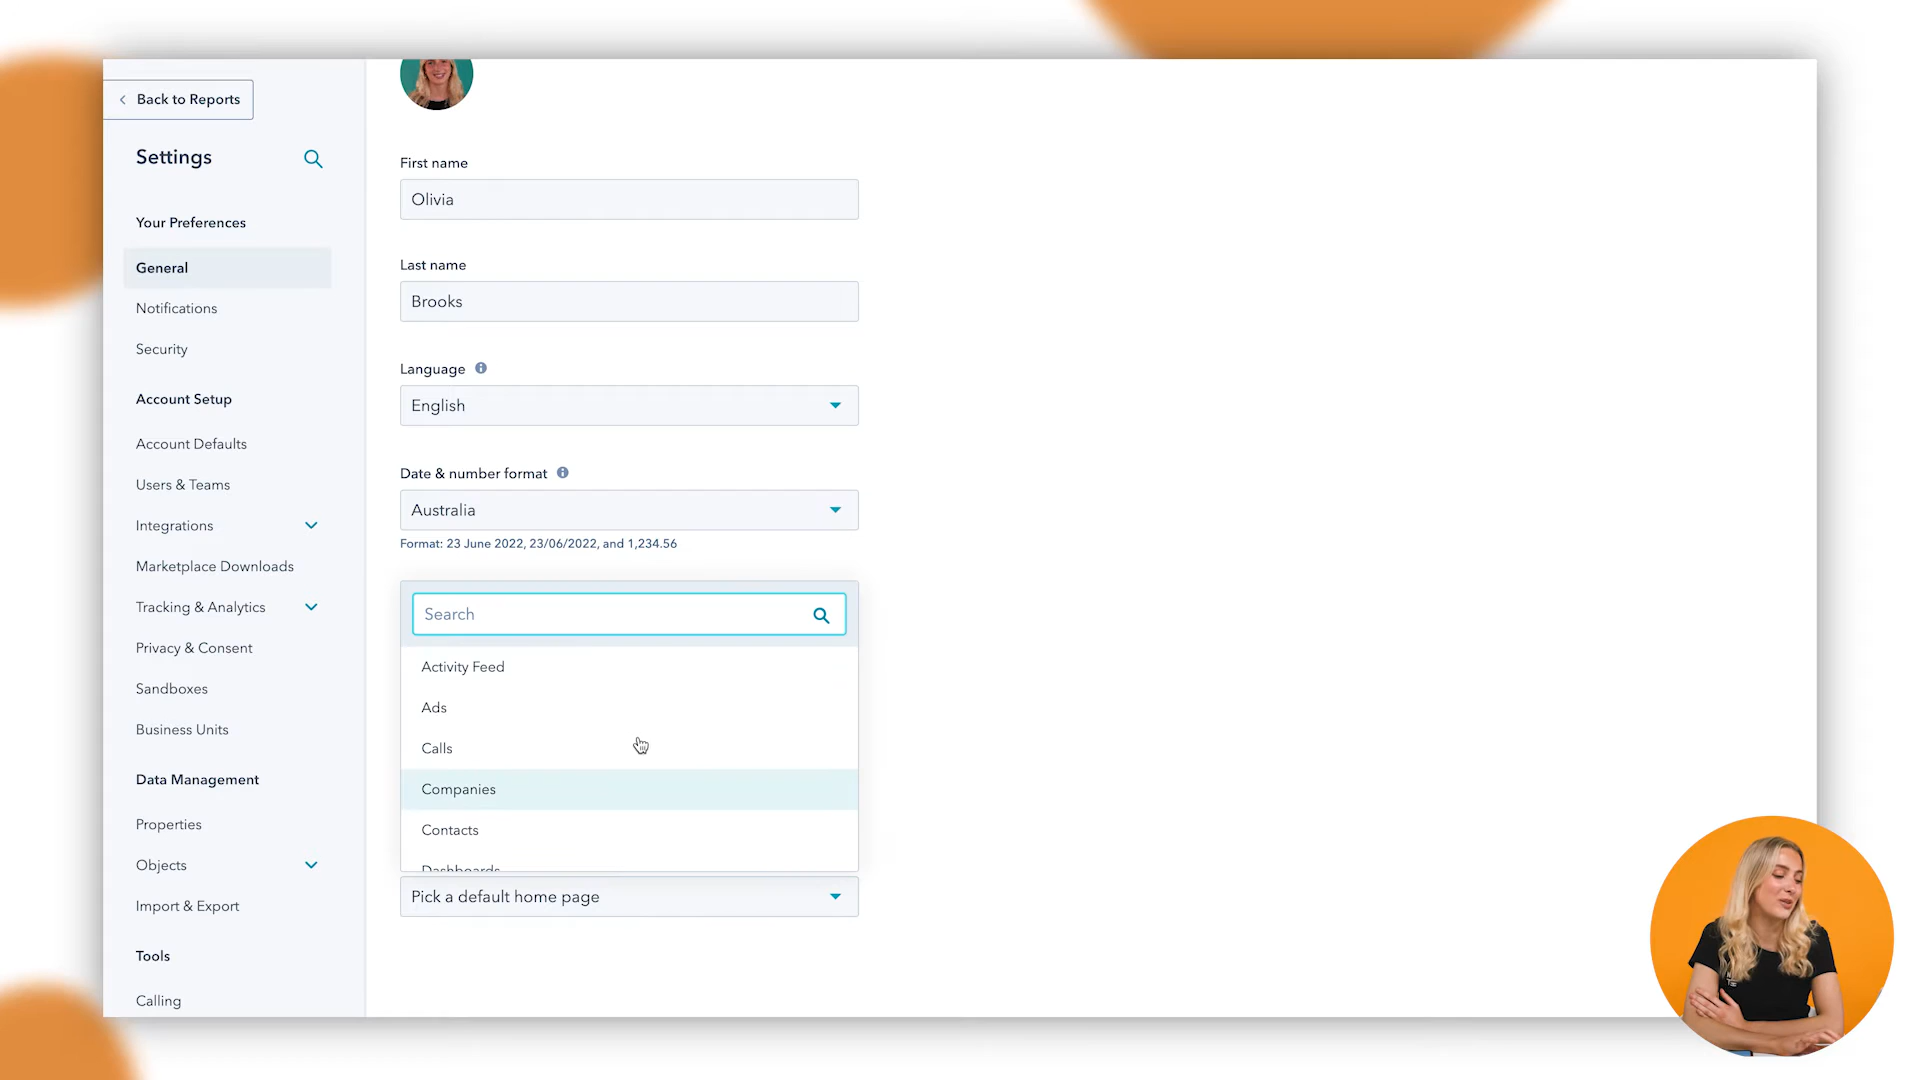 Back to Reports
Settings
Your Preferences
General
Notifications
Security
Account Setup
Account Defaults
Users & Teams
Integrations
Marketplace Downloads
Tracking & Analytics
Privacy & Consent
Sandboxes
Business Units
Data Management
Properties
Objects
Import & Export
Tools
Calling
First name
Olivia
Last name
Brooks
Language
English
Date & number format
Australia
Format: 23 June 2022, 23/06/2022, and 1,234.56
Search
Activity Feed
Ads
Calls
Companies
Contacts
Dashboards
Pick a default home page